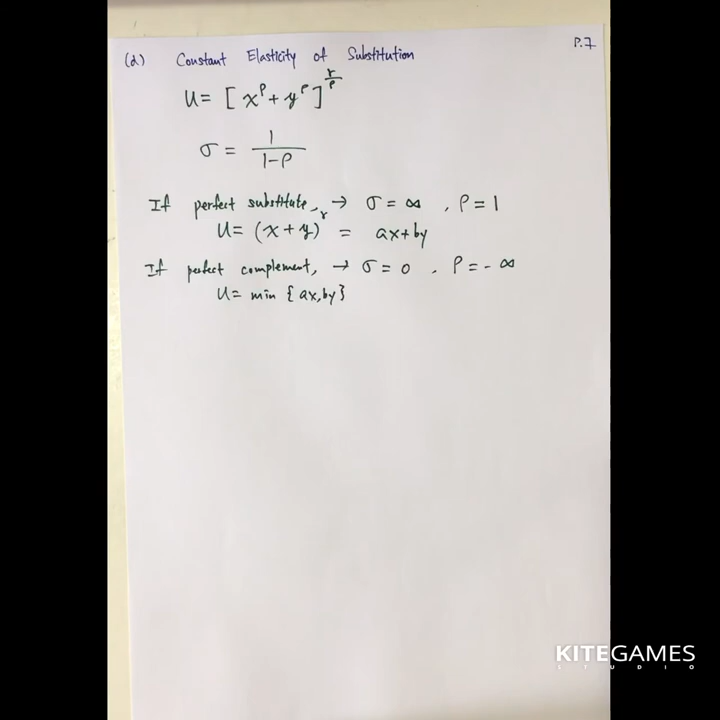 P.7
(d) Constant Elasticity of Substitution
U = [x^ρ + y^ρ]^(r/ρ)
σ = 1/(1-ρ)
If perfect substitute, → σ = ∞ , ρ = 1
U = (x+y)^r = ax+by
If perfect complement, → σ = 0 , ρ = -∞
U = min {ax, by}
KITEGAMES
STUDIO